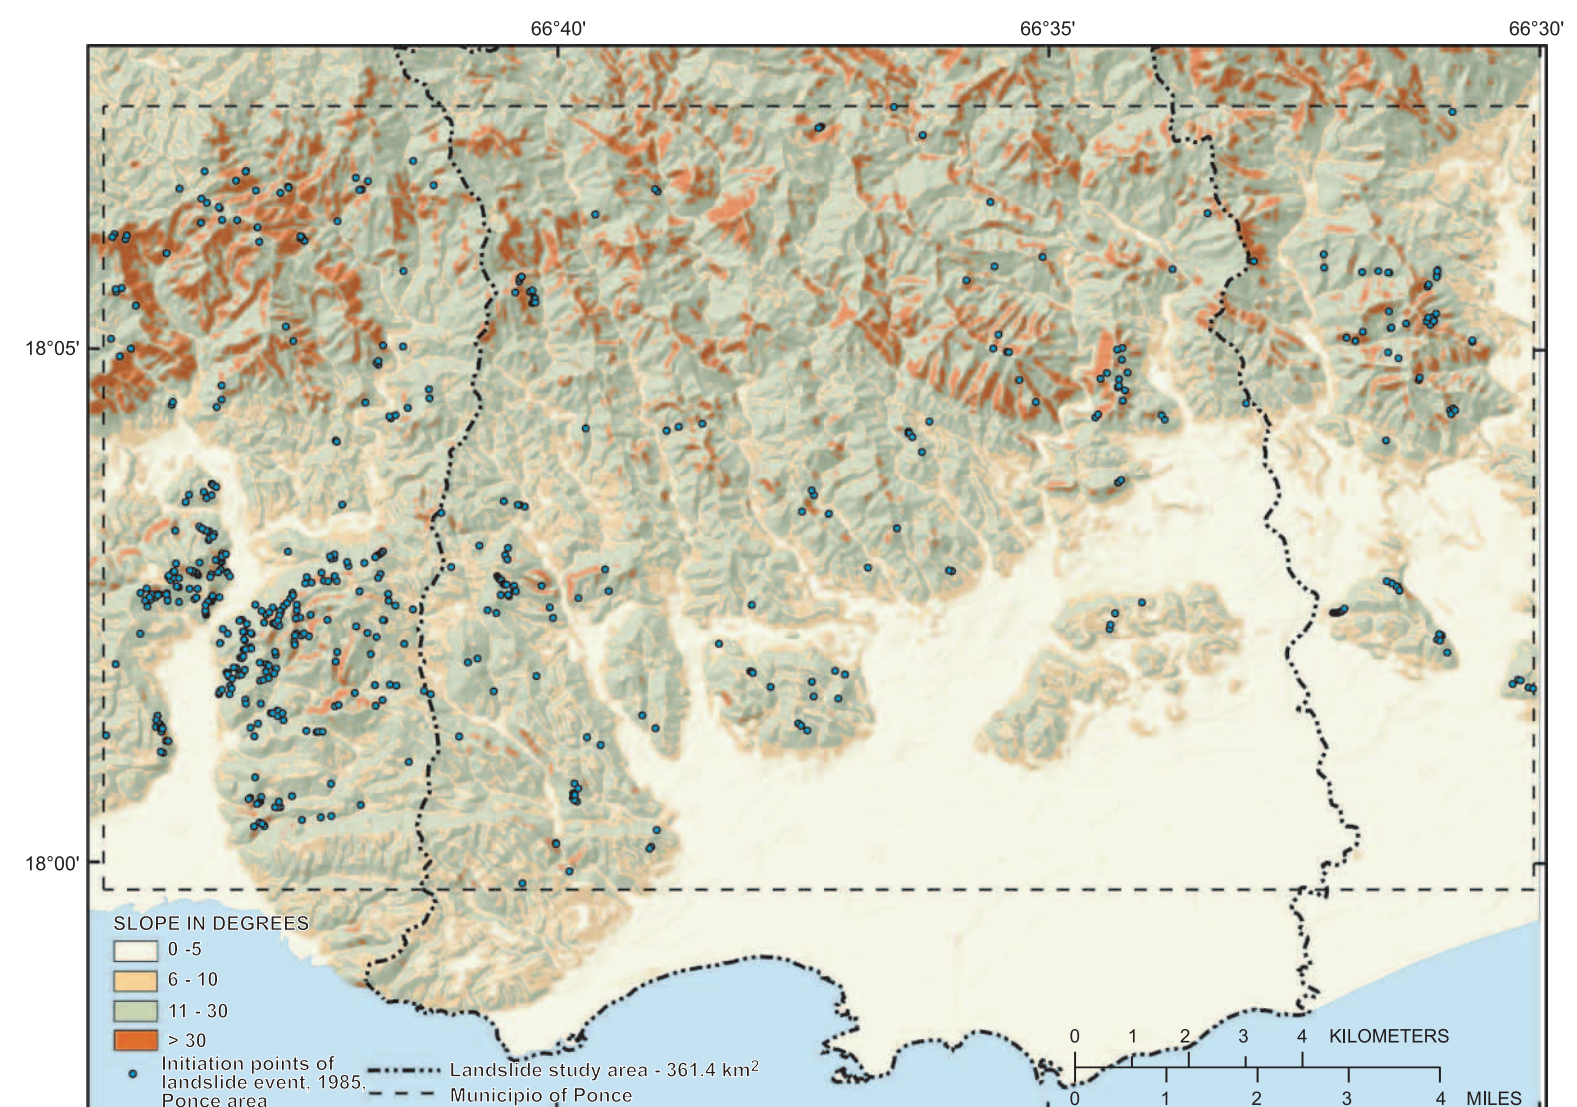 66°40'
66°35'
66°30'
18°05'
18°00'
SLOPE IN DEGREES
0 -5
6 - 10
11 - 30
> 30
Initiation points of
landslide event, 1985,
Ponce area
Landslide study area - 361.4 km²
Municipio of Ponce
0 1 2 3 4 KILOMETERS
0 1 2 3 4 MILES